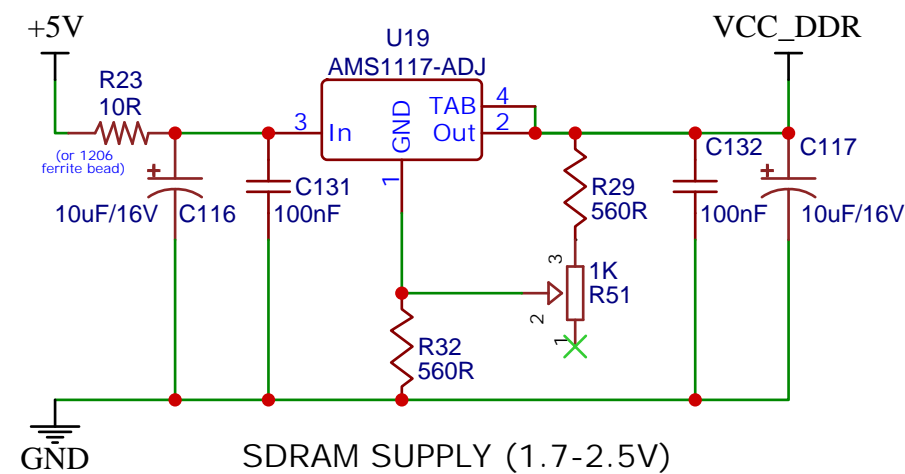 +5V
VCC_DDR
U19
AMS1117-ADJ
R23
10R
(or 1206
ferrite bead)
3
In
GND
TAB
4
Out
2
1
+
10uF/16V
C116
C131
100nF
R29
560R
C132
100nF
C117
+
10uF/16V
3
1K
R51
2
1
R32
560R
GND
SDRAM SUPPLY (1.7-2.5V)